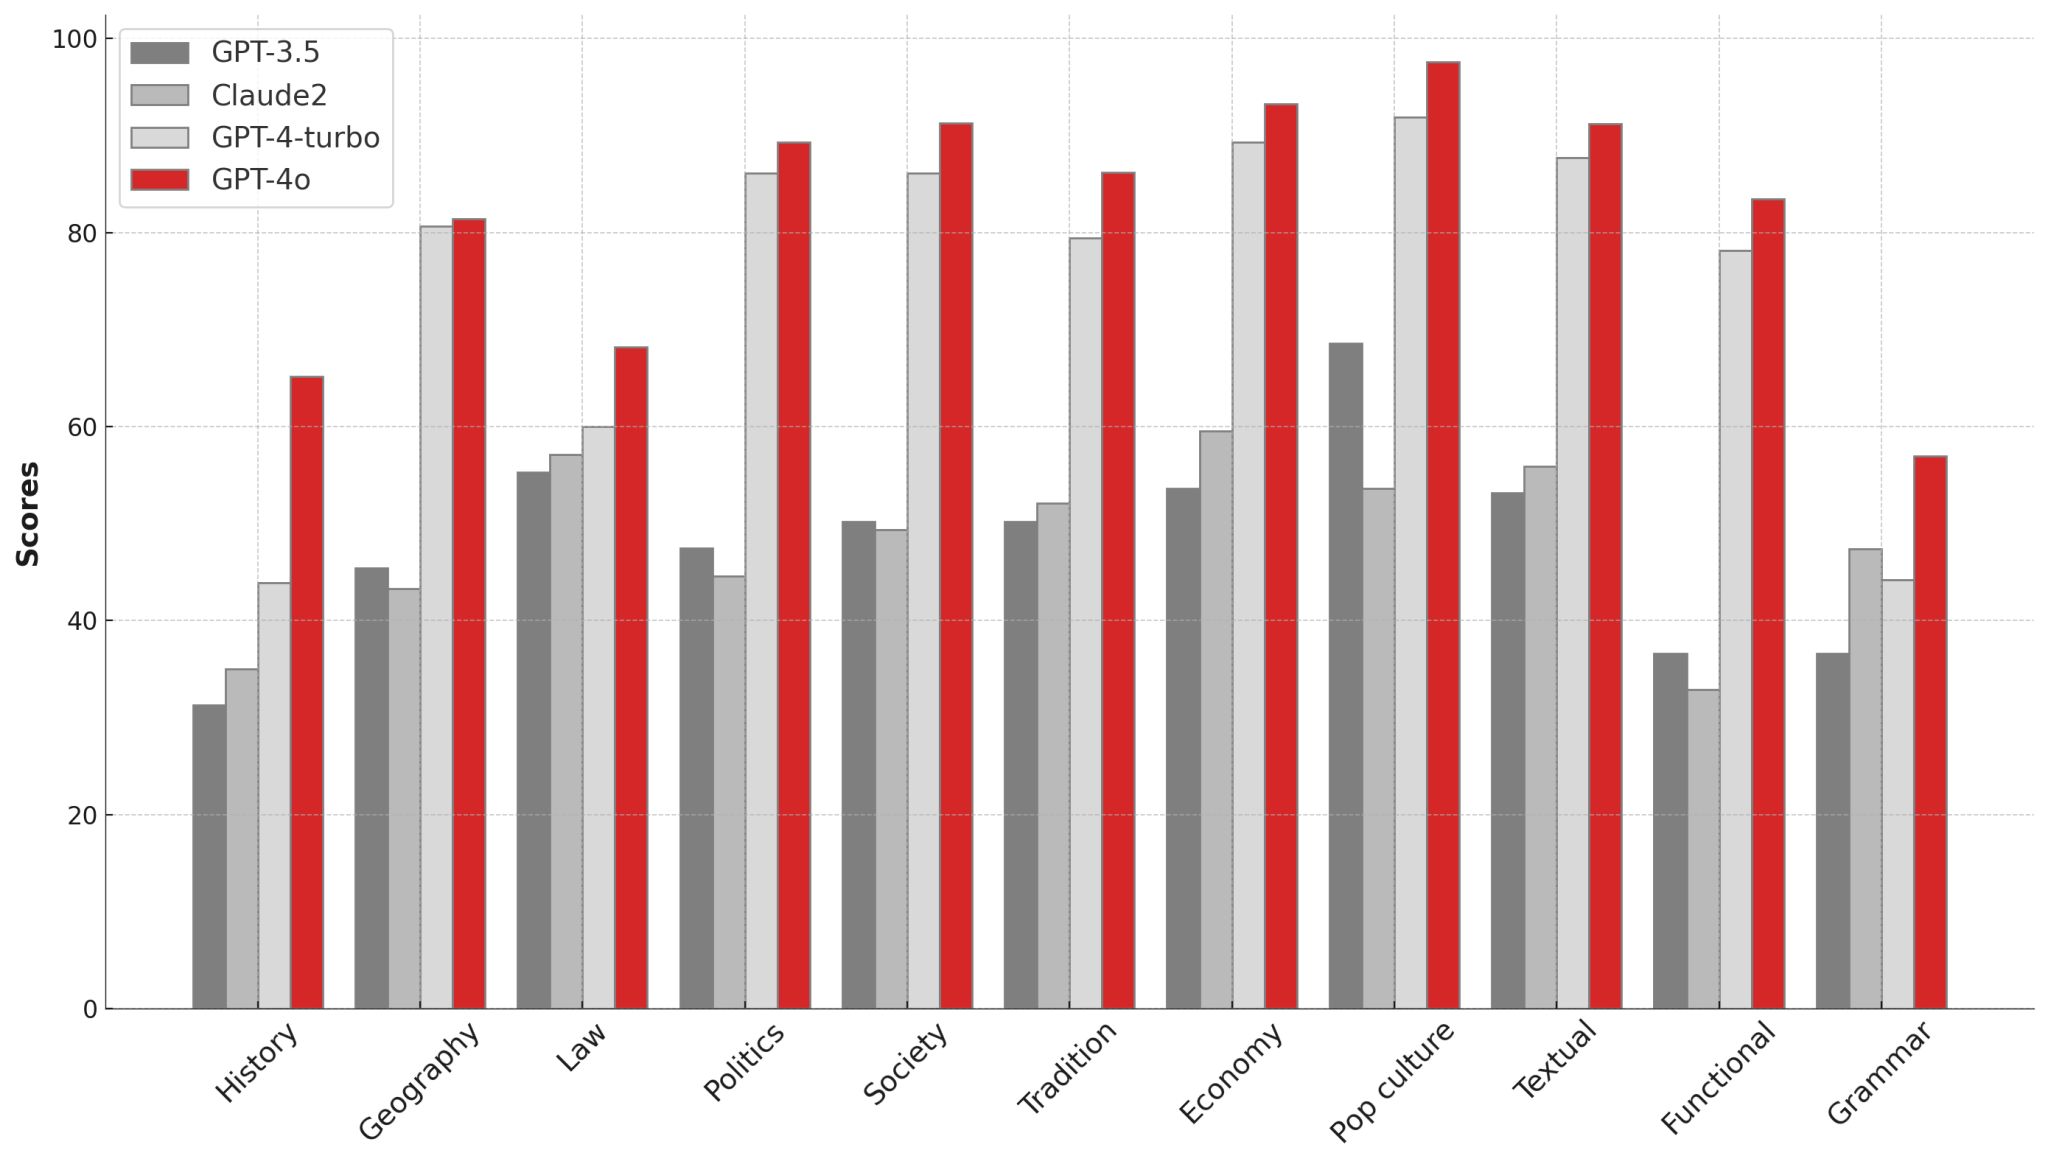 GPT-3.5
Claude2
GPT-4-turbo
GPT-4o
Scores
100
80
60
40
20
0
History
Geography
Law
Politics
Society
Tradition
Economy
Pop culture
Textual
Functional
Grammar